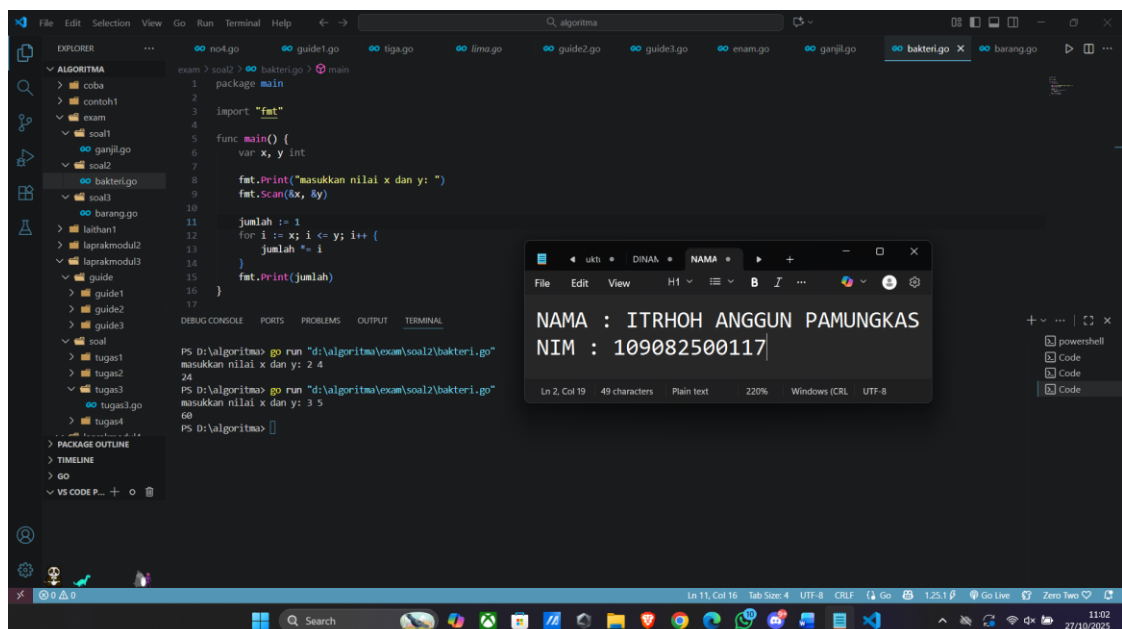 File Edit Selection View Go Run Terminal Help
algoritma
EXPLORER
no4.go guide1.go tiga.go lima.go guide2.go guide3.go enam.go ganjil.go bakteri.go barang.go
ALGORITMA
coba
contoh1
exam
soal1
ganjil.go
soal2
bakteri.go
soal3
barang.go
laithan1
laprakmodul2
laprakmodul3
guide
guide1
guide2
guide3
soal
tugas1
tugas2
tugas3
tugas3.go
tugas4
PACKAGE OUTLINE
TIMELINE
GO
VS CODE P...
exam > soal2 > bakteri.go > main
1 package main
2
3 import "fmt"
4
5 func main() {
6 var x, y int
7
8 fmt.Print("masukkan nilai x dan y: ")
9 fmt.Scan(&x, &y)
10
11 jumlah := 1
12 for i := x; i <= y; i++ {
13 jumlah *= i
14 }
15 fmt.Print(jumlah)
16 }
17
DEBUG CONSOLE PORTS PROBLEMS OUTPUT TERMINAL
PS D:\algoritma> go run "d:\algoritma\exam\soal2\bakteri.go"
masukkan nilai x dan y: 2 4
24
PS D:\algoritma> go run "d:\algoritma\exam\soal2\bakteri.go"
masukkan nilai x dan y: 3 5
60
PS D:\algoritma>
powershell
Code
Code
Code
DINAN NAMA
File Edit View H1 B I
NAMA : ITRHOH ANGGUN PAMUNGKAS
NIM : 109082500117
Ln 2, Col 19 49 characters Plain text 220% Windows (CRL UTF-8
0 0 Ln 11, Col 16 Tab Size: 4 UTF-8 CRLF Go 1.25.1 Go Live Zero Two
Search
11:02
27/10/2025